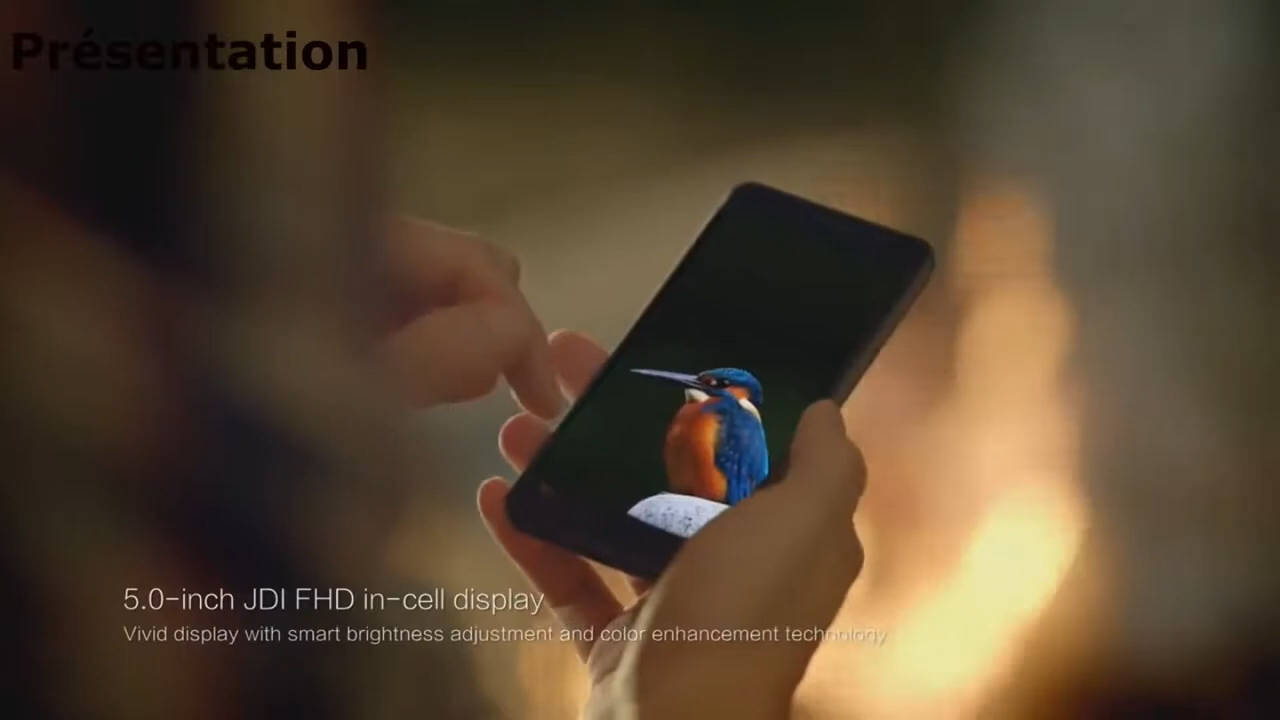 Présentation
5.0-inch JDI FHD in-cell display
Vivid display with smart brightness adjustment and color enhancement technology